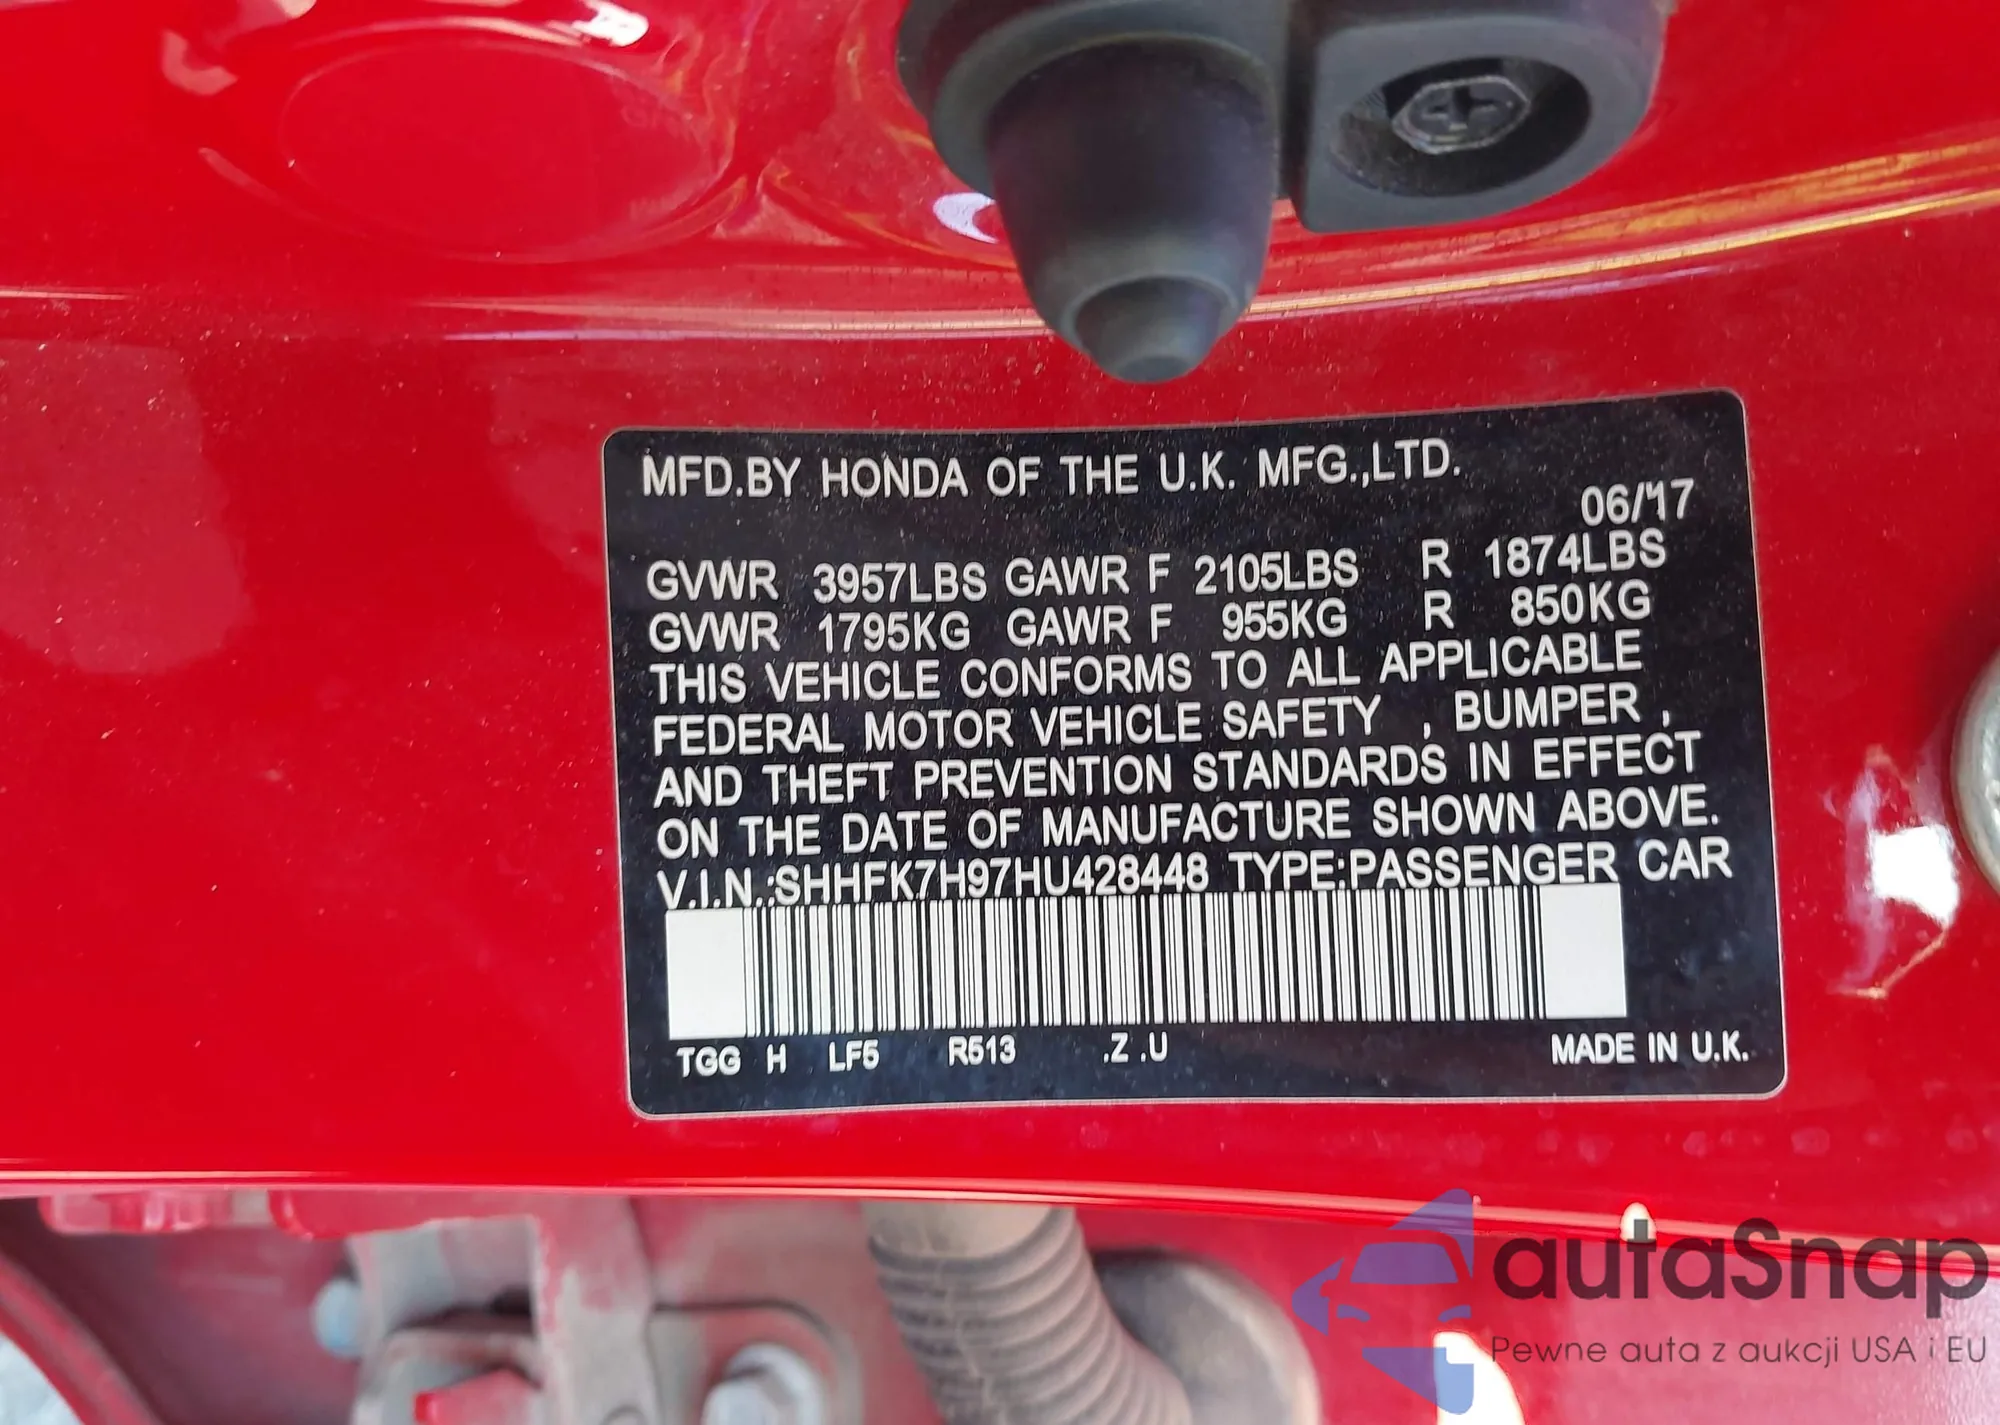 MFD.BY HONDA OF THE U.K. MFG.,LTD.
06/'17
GVWR 3957LBS GAWR F 2105LBS R 1874LBS
GVWR 1795KG GAWR F 955KG R 850KG
THIS VEHICLE CONFORMS TO ALL APPLICABLE
FEDERAL MOTOR VEHICLE SAFETY , BUMPER ,
AND THEFT PREVENTION STANDARDS IN EFFECT
ON THE DATE OF MANUFACTURE SHOWN ABOVE.
V.I.N.:SHHFK7H97HU428448 TYPE:PASSENGER CAR
TGG H LF5 R513 .Z .U MADE IN U.K.
autoSnap
Pewne auta z aukcji USA i EU